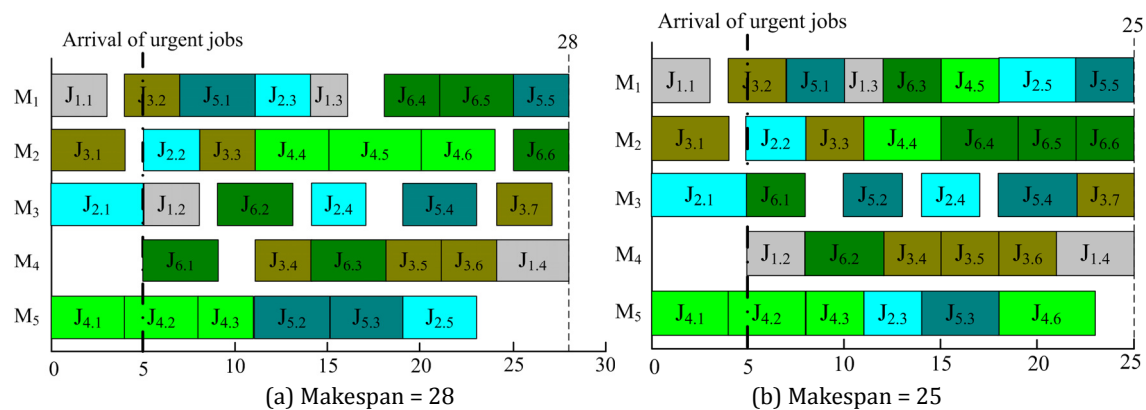 Arrival of urgent jobs
28
M1 J1.1 J3.2 J5.1 J2.3 J1.3 J6.4 J6.5 J5.5
M2 J3.1 J2.2 J3.3 J4.4 J4.5 J4.6 J6.6
M3 J2.1 J1.2 J6.2 J2.4 J5.4 J3.7
M4 J6.1 J3.4 J6.3 J3.5 J3.6 J1.4
M5 J4.1 J4.2 J4.3 J5.2 J5.3 J2.5
0 5 10 15 20 25 30
(a) Makespan = 28
Arrival of urgent jobs
25
M1 J1.1 J3.2 J5.1 J1.3 J6.3 J4.5 J2.5 J5.5
M2 J3.1 J2.2 J3.3 J4.4 J6.4 J6.5 J6.6
M3 J2.1 J6.1 J5.2 J2.4 J5.4 J3.7
M4 J1.2 J6.2 J3.4 J3.5 J3.6 J1.4
M5 J4.1 J4.2 J4.3 J2.3 J5.3 J4.6
0 5 10 15 20 25
(b) Makespan = 25